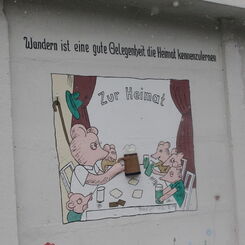 Wandern ist eine gute Gelegenheit die Heimat kennenzulernen
Zur Heimat